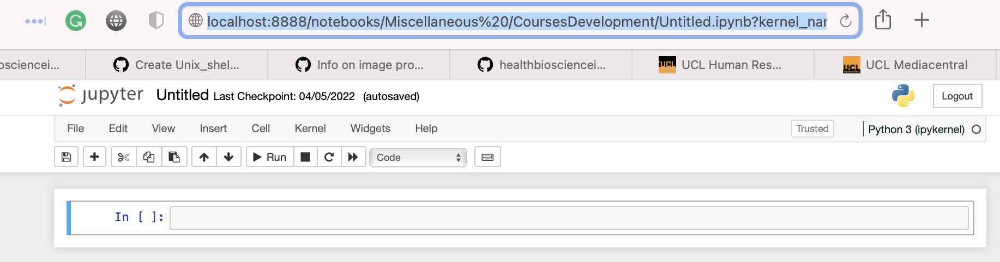 localhost:8888/notebooks/Miscellaneous%20/CoursesDevelopment/Untitled.ipynb?kernel_nar
osciencei... Create Unix_shel... Info on image pro... healthbiosciencei... UCL UCL Human Res... UCL UCL Mediacentral
jupyter Untitled Last Checkpoint: 04/05/2022 (autosaved) Logout
File Edit View Insert Cell Kernel Widgets Help Trusted Python 3 (ipykernel)
Run Code
In [ ]: